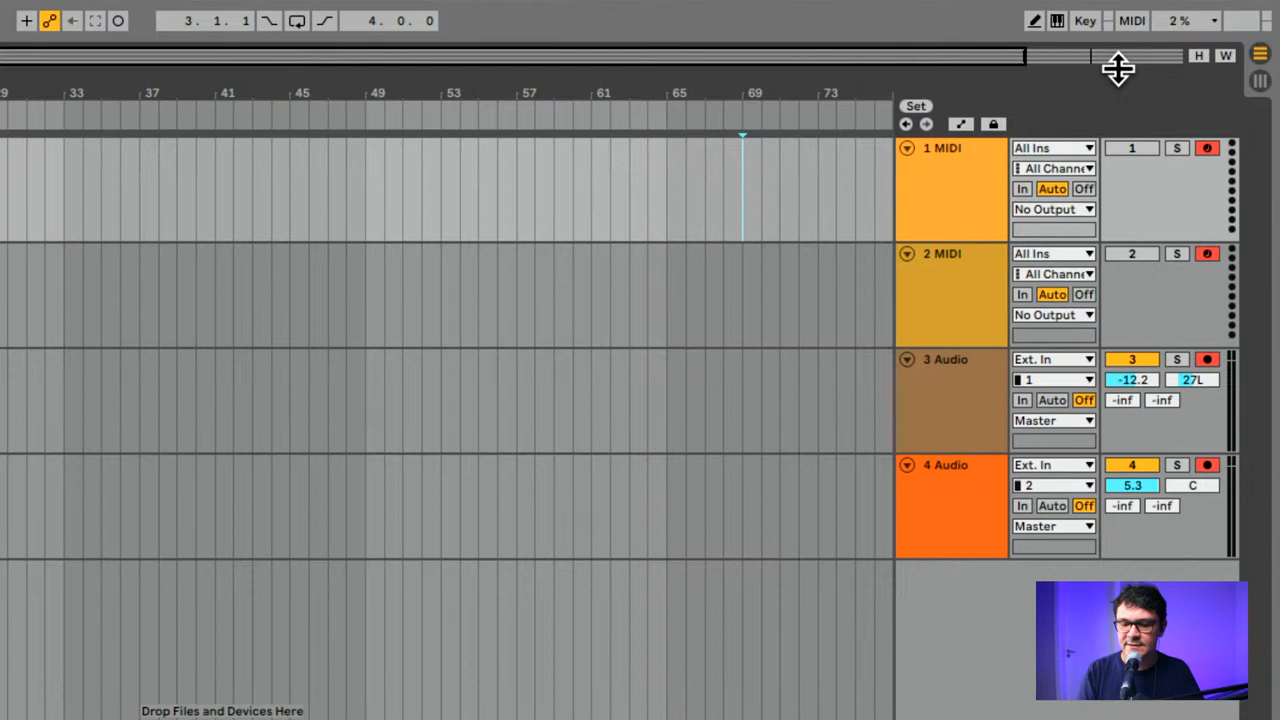 3. 1. 1
4. 0. 0
Key
MIDI
2 %
H
W
33
37
41
45
49
53
57
61
65
69
73
Set
1 MIDI
All Ins
1
S
All Channe
In
Auto
Off
No Output
2 MIDI
All Ins
2
S
All Channe
In
Auto
Off
No Output
3 Audio
Ext. In
3
S
1
-12.2
27L
In
Auto
Off
-inf
-inf
Master
4 Audio
Ext. In
4
S
2
5.3
C
In
Auto
Off
-inf
-inf
Master
Drop Files and Devices Here